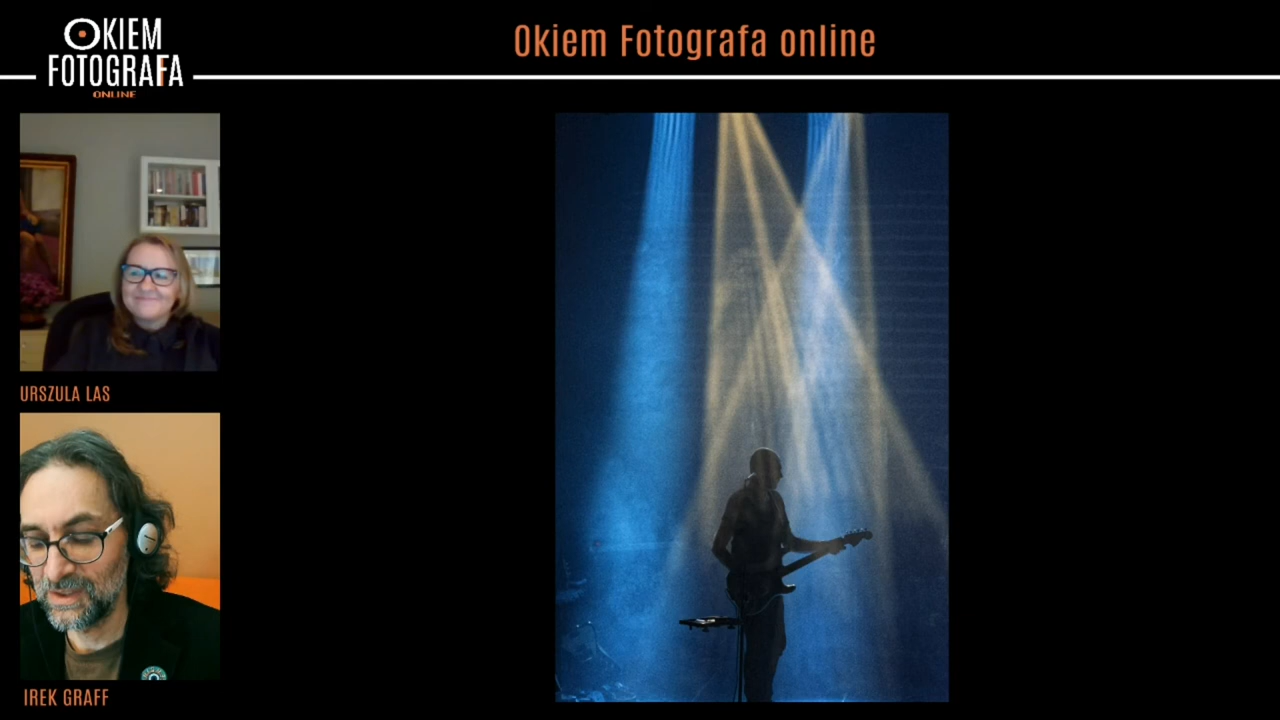 OKIEM
FOTOGRAFA
ONLINE
Okiem Fotografa online
URSZULA LAS
IREK GRAFF